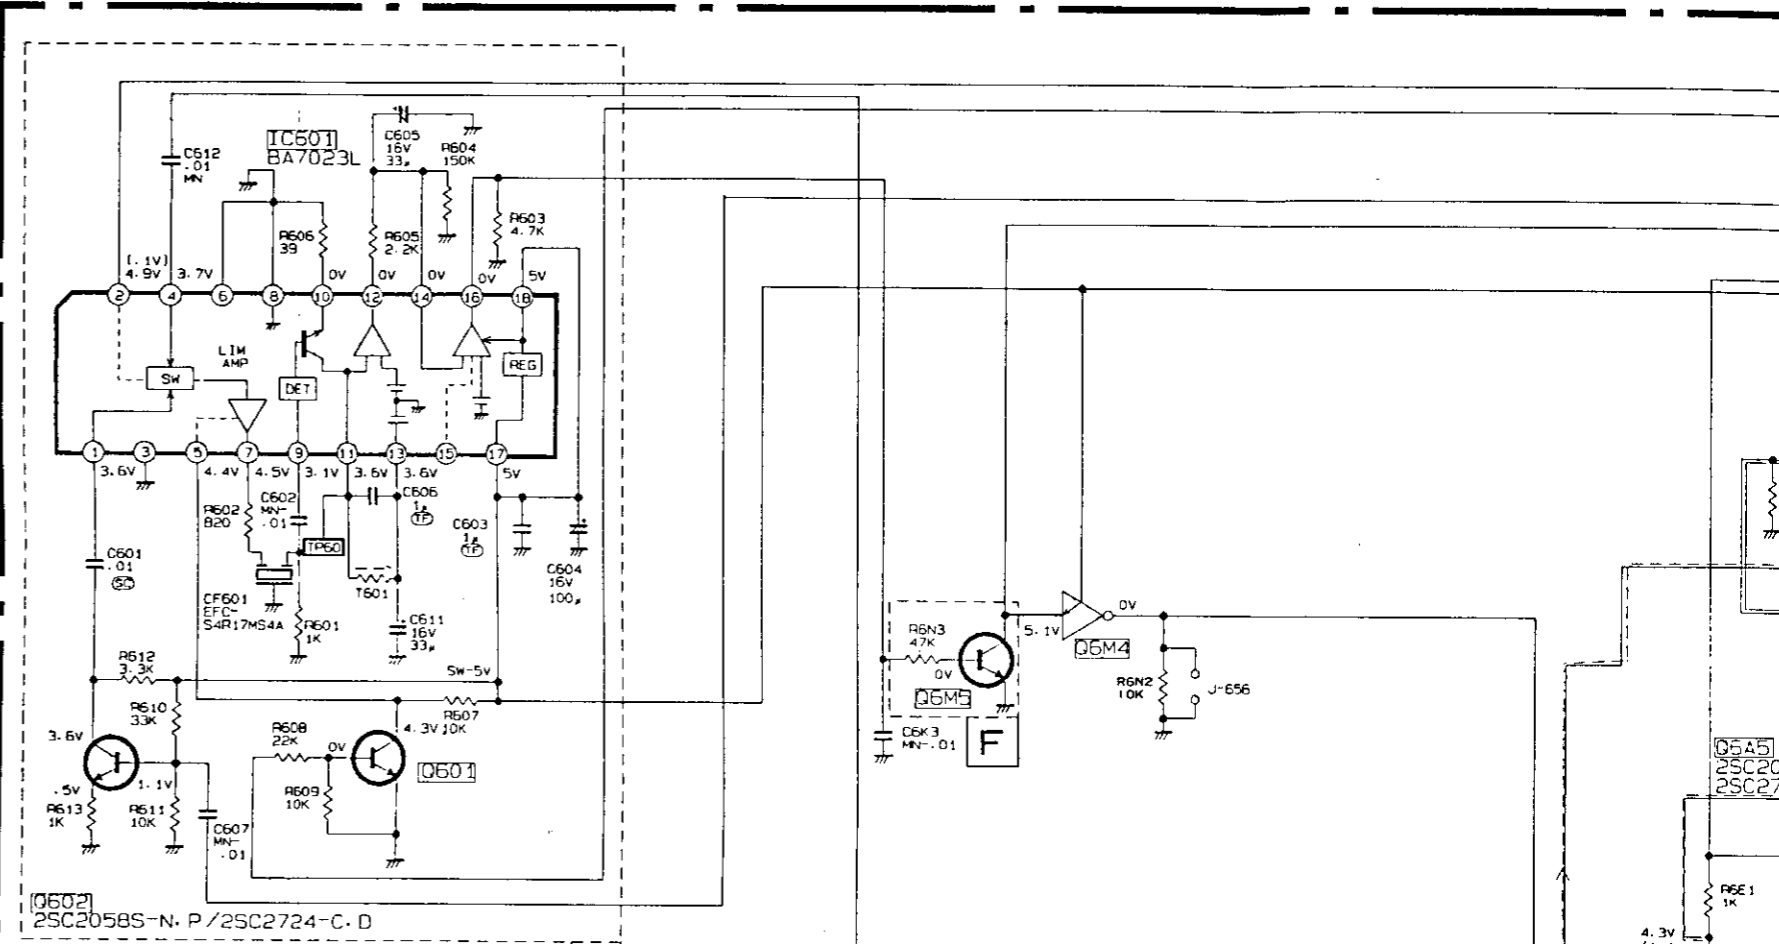 IC601
BA7023L
C612
.01
MN
C605
16V
33µ
R604
150K
R603
4.7K
R606
39
R605
2.2K
(.1V)
4.9V
3.7V
0V
0V
0V
0V
5V
2
4
6
8
10
12
14
16
18
LIM
AMP
SW
DET
REG
1
3
5
7
9
11
13
15
17
3.6V
4.4V
4.5V
3.1V
3.6V
3.6V
5V
R602
820
C602
MN-
.01
TP60
C606
1µ
TF
C603
1µ
TF
C604
16V
100µ
C601
.01
SC
T601
CF601
EFC-
S4R17MS4A
R601
1K
C611
16V
33µ
R612
3.3K
SW-5V
R610
33K
R607
10K
4.3V
R608
22K
0V
3.6V
Q601
.5V
1.1V
R613
1K
R611
10K
R609
10K
C607
MN-
.01
Q602
2SC2058S-N.P/2SC2724-C.D
R6N3
47K
0V
Q6M5
5.1V
0V
Q6M4
R6N2
10K
J-656
C6K3
MN-.01
F
Q6A5
2SC20
2SC27
R6E1
1K
4.3V